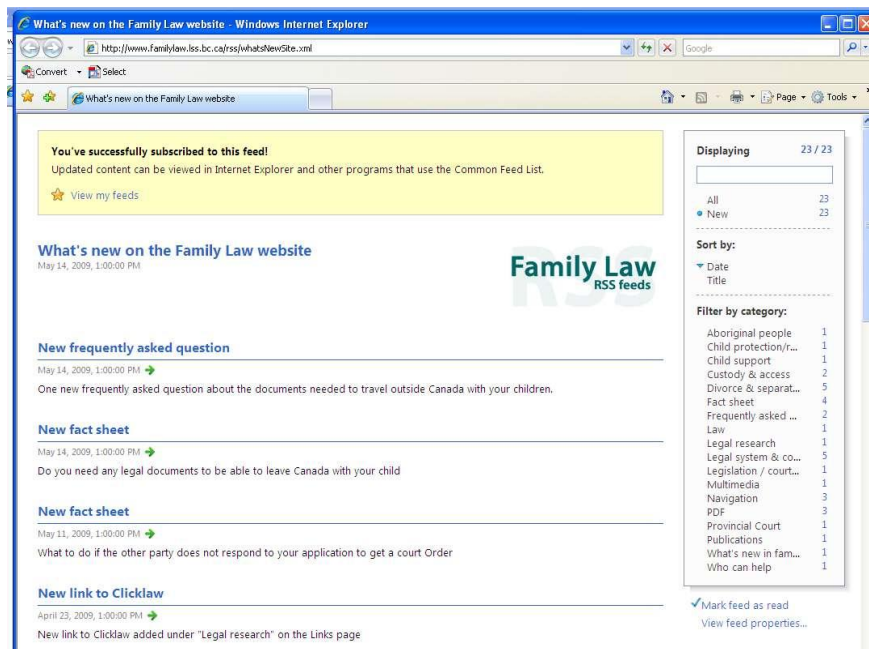 What's new on the Family Law website - Windows Internet Explorer
http://www.familylaw.lss.bc.ca/rss/whatsNewSite.xml
Google
Convert
Select
What's new on the Family Law website
Page
Tools
You've successfully subscribed to this feed!
Updated content can be viewed in Internet Explorer and other programs that use the Common Feed List.
View my feeds
What's new on the Family Law website
May 14, 2009, 1:00:00 PM
RSS
Family Law
RSS feeds
New frequently asked question
May 14, 2009, 1:00:00 PM
One new frequently asked question about the documents needed to travel outside Canada with your children.
New fact sheet
May 14, 2009, 1:00:00 PM
Do you need any legal documents to be able to leave Canada with your child
New fact sheet
May 11, 2009, 1:00:00 PM
What to do if the other party does not respond to your application to get a court Order
New link to Clicklaw
April 23, 2009, 1:00:00 PM
New link to Clicklaw added under "Legal research" on the Links page
Displaying 23 / 23
All 23
New 23
Sort by:
Date
Title
Filter by category:
Aboriginal people 1
Child protection/r... 1
Child support 1
Custody & access 2
Divorce & separat... 5
Fact sheet 4
Frequently asked ... 2
Law 1
Legal research 1
Legal system & co... 5
Legislation / court... 1
Multimedia 1
Navigation 3
PDF 3
Provincial Court 1
Publications 1
What's new in fam... 1
Who can help 1
Mark feed as read
View feed properties...